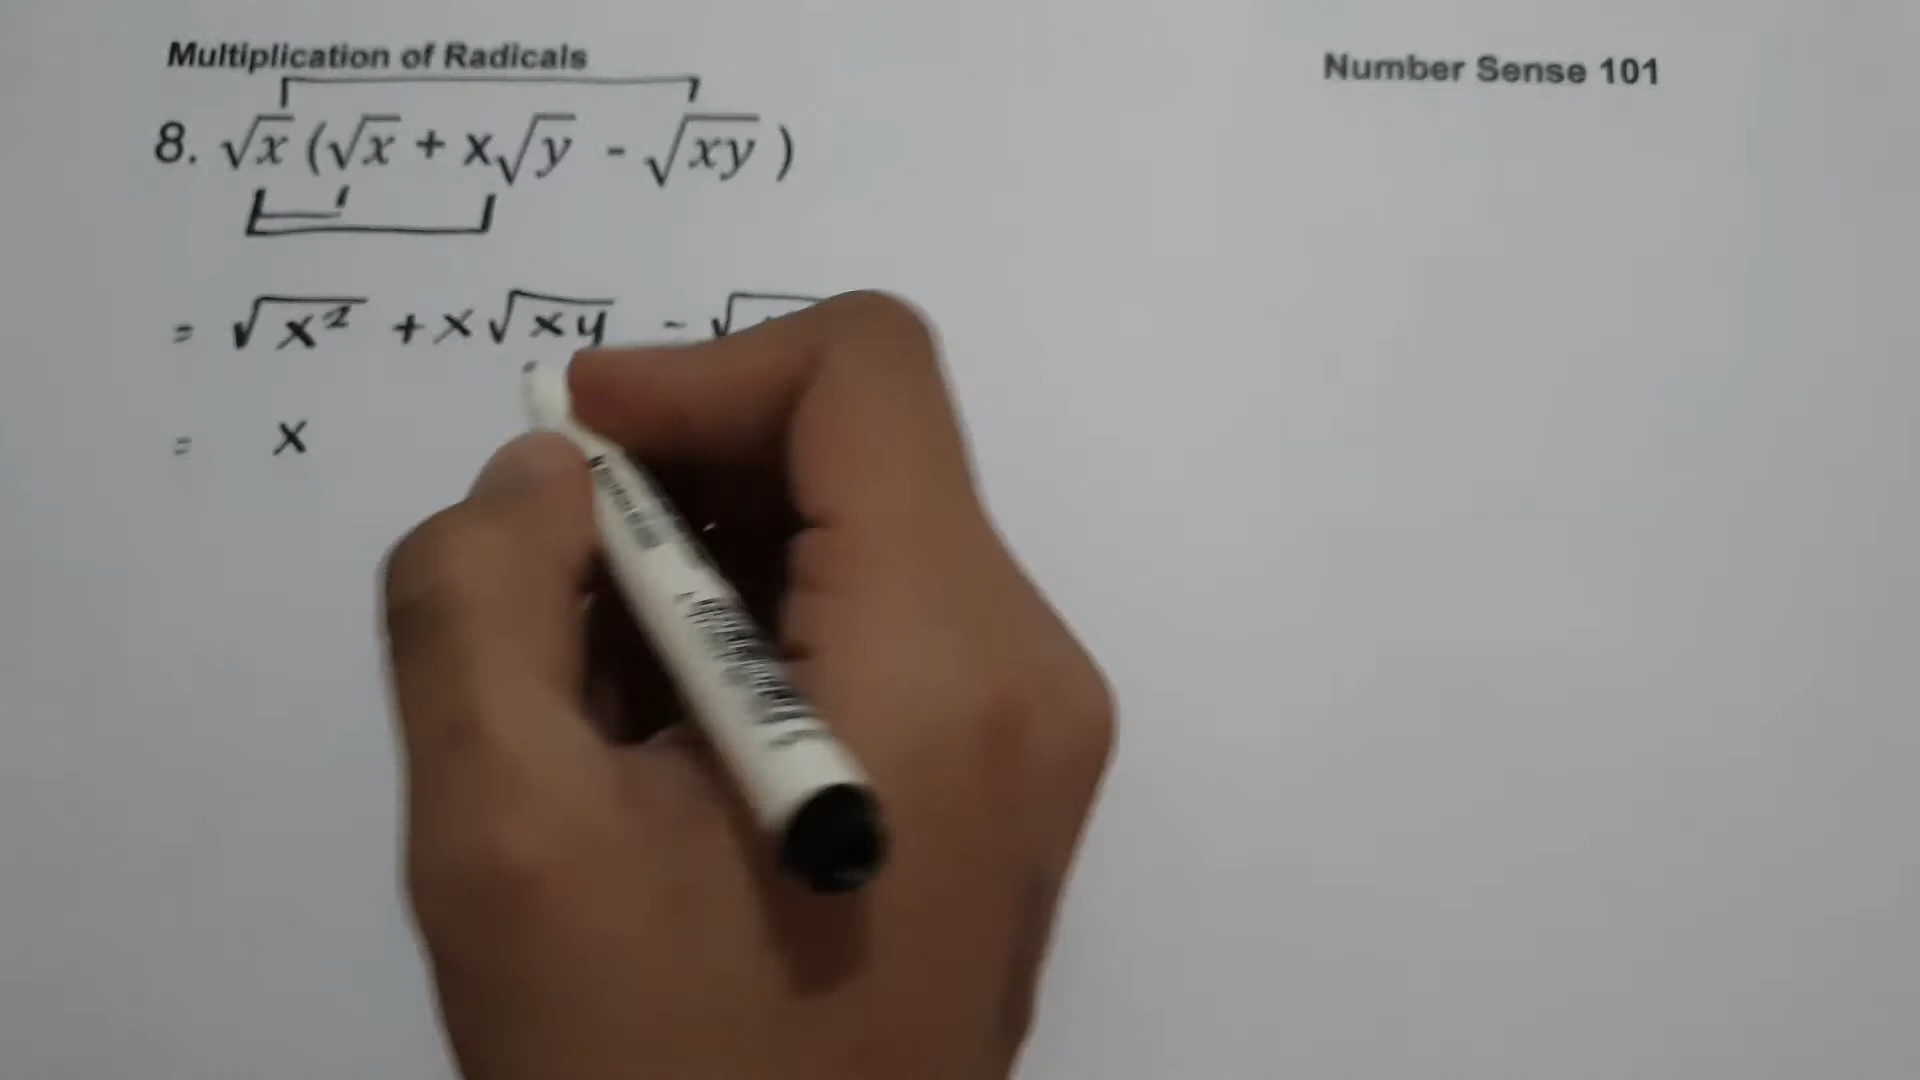 Multiplication of Radicals
Number Sense 101
8. √x (√x + x√y - √xy )
= √x² + x√xy - √
= x